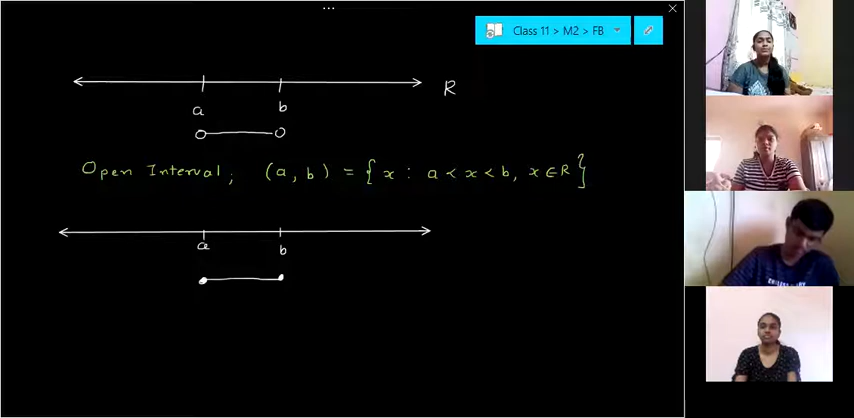 Class 11 > M2 > FB
R
a b
Open Interval; (a, b) = { x : a < x < b, x ∈ R }
a b